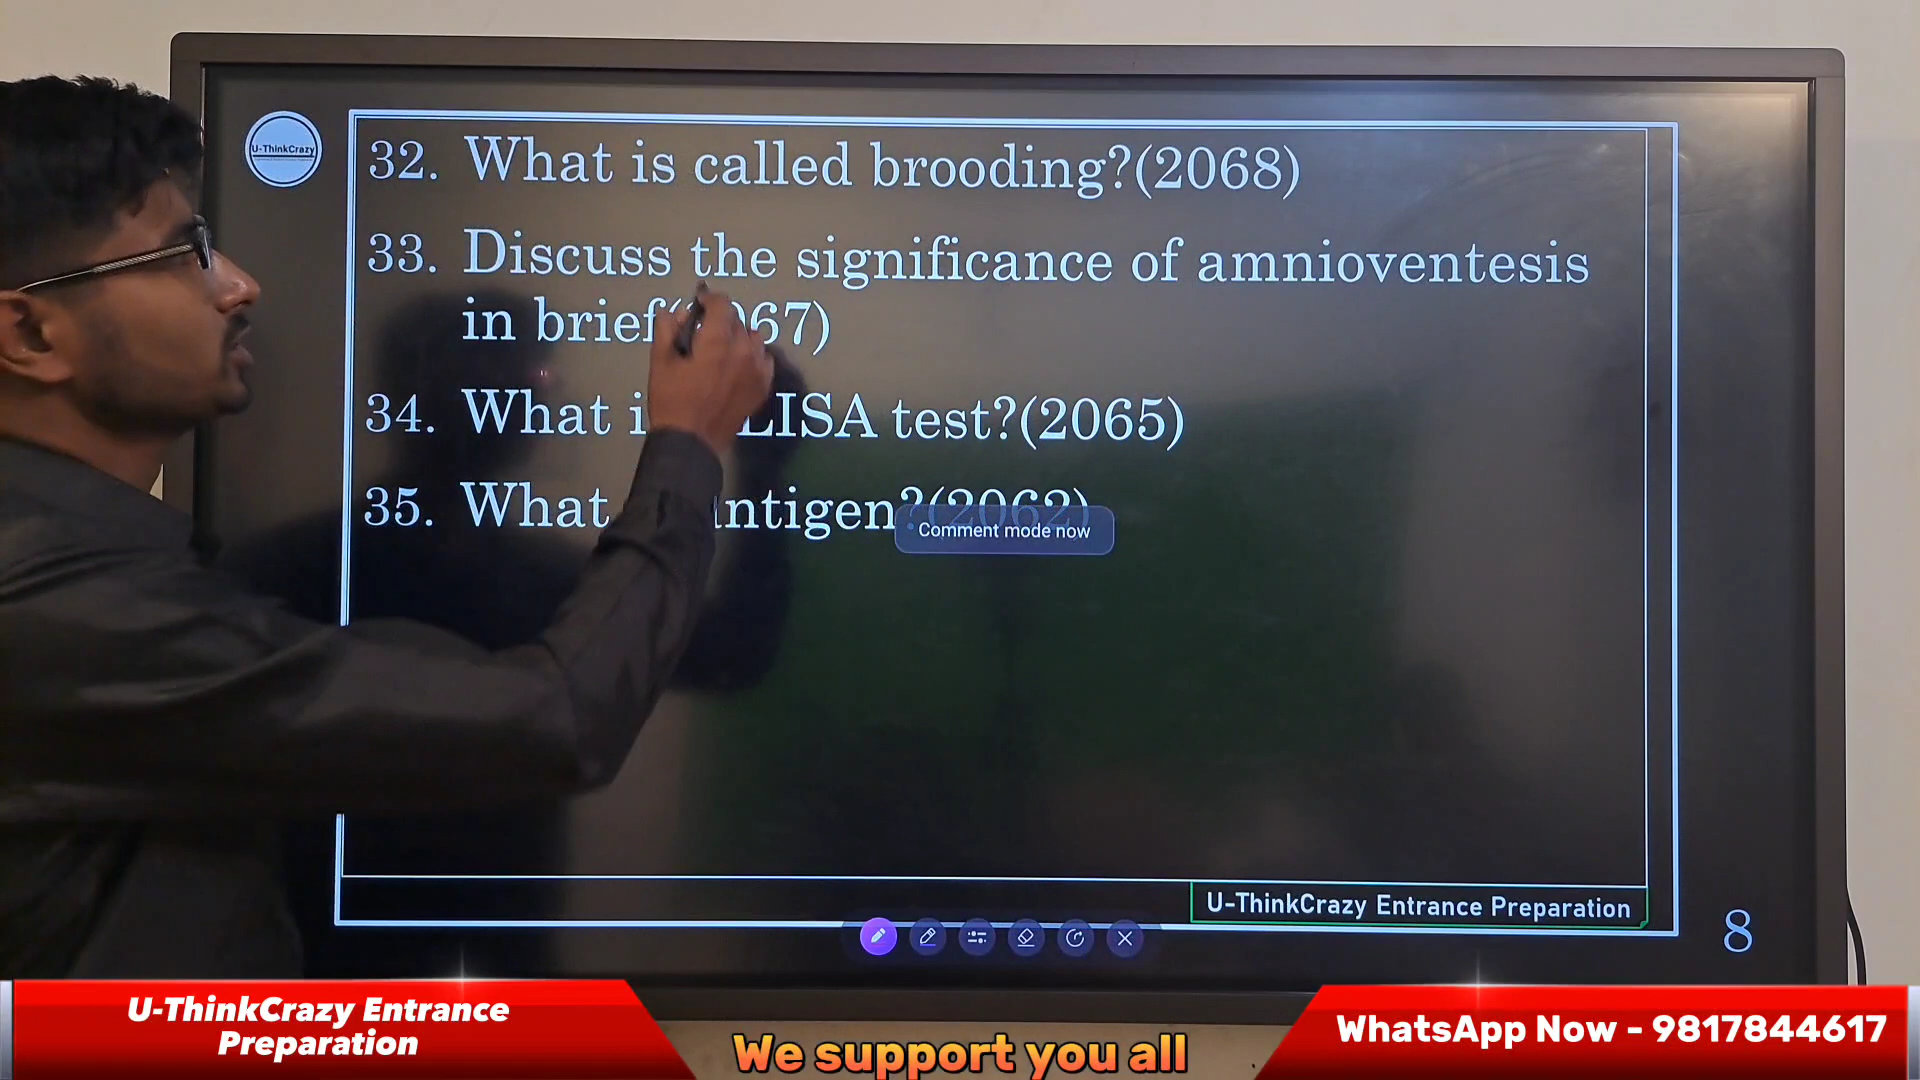 U-ThinkCrazy
32. What is called brooding?(2068)
33. Discuss the significance of amnioventesis
in brief(2067)
34. What i LISA test?(2065)
35. What ntigen?(2062)
Comment mode now
U-ThinkCrazy Entrance Preparation
8
U-ThinkCrazy Entrance
Preparation
We support you all
WhatsApp Now - 9817844617